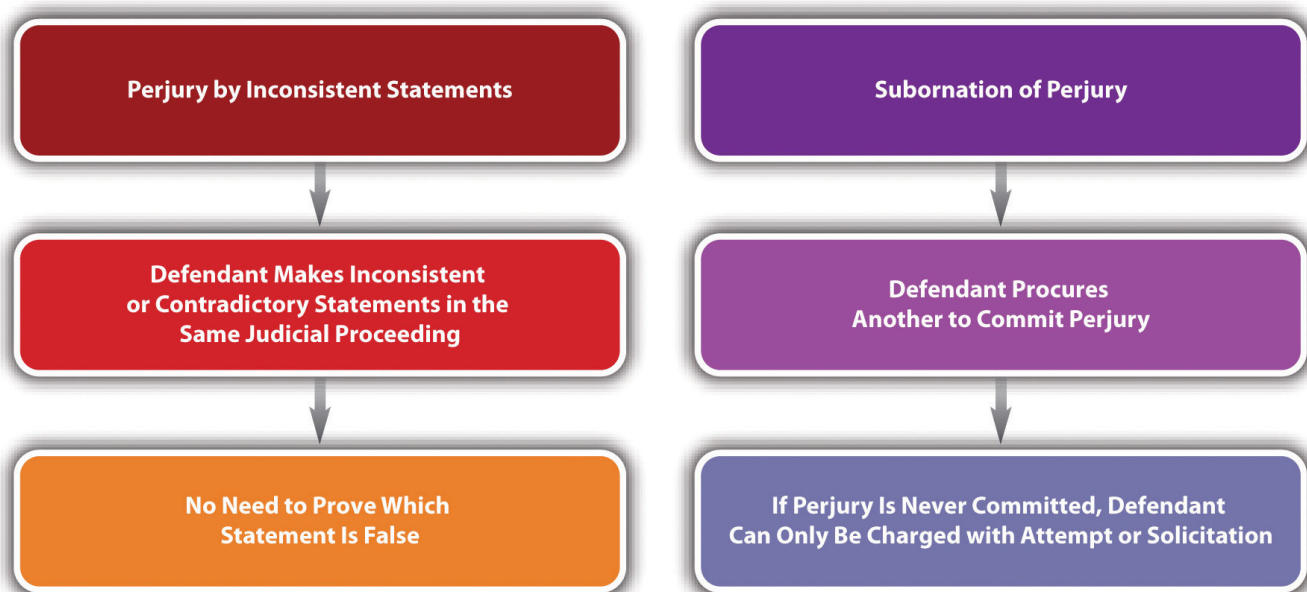 Perjury by Inconsistent Statements
Defendant Makes Inconsistent
or Contradictory Statements in the
Same Judicial Proceeding
No Need to Prove Which
Statement Is False
Subornation of Perjury
Defendant Procures
Another to Commit Perjury
If Perjury Is Never Committed, Defendant
Can Only Be Charged with Attempt or Solicitation